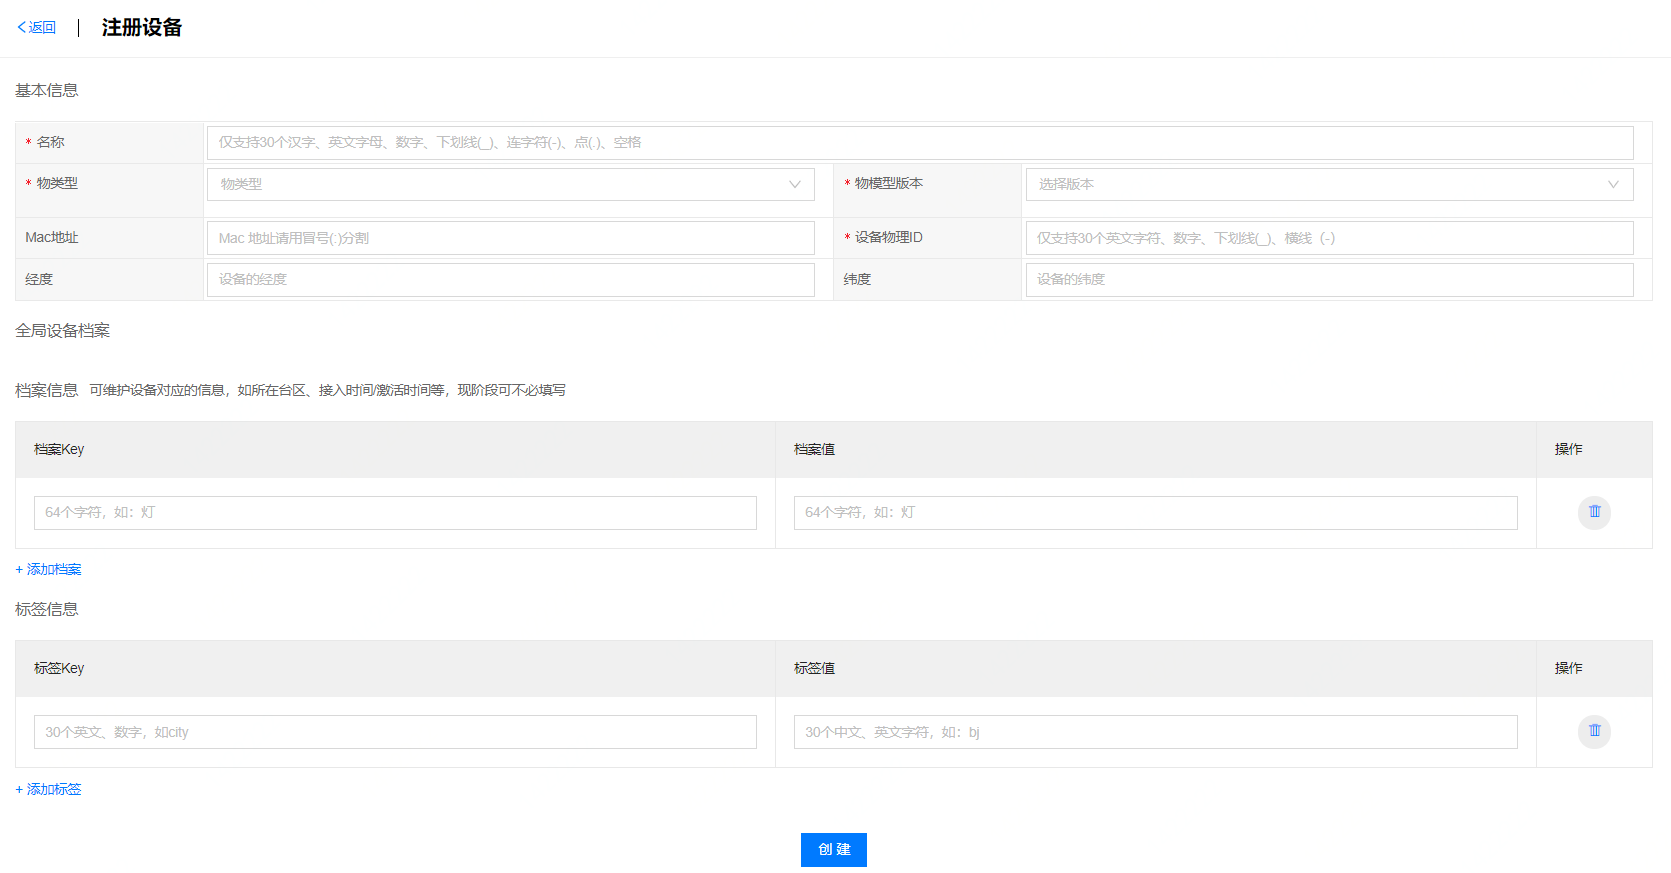 返回 注册设备
基本信息
* 名称 仅支持30个汉字、英文字母、数字、下划线(_)、连字符(-)、点(.)、空格
* 物类型 物类型 * 物模型版本 选择版本
Mac地址 Mac 地址请用冒号(:)分割 * 设备物理ID 仅支持30个英文字符、数字、下划线(_)、横线（-）
经度 设备的经度 纬度 设备的纬度
全局设备档案
档案信息 可维护设备对应的信息，如所在台区、接入时间/激活时间等，现阶段可不必填写
档案Key 档案值 操作
64个字符，如：灯 64个字符，如：灯
+ 添加档案
标签信息
标签Key 标签值 操作
30个英文、数字，如city 30个中文、英文字符，如：bj
+ 添加标签
创 建